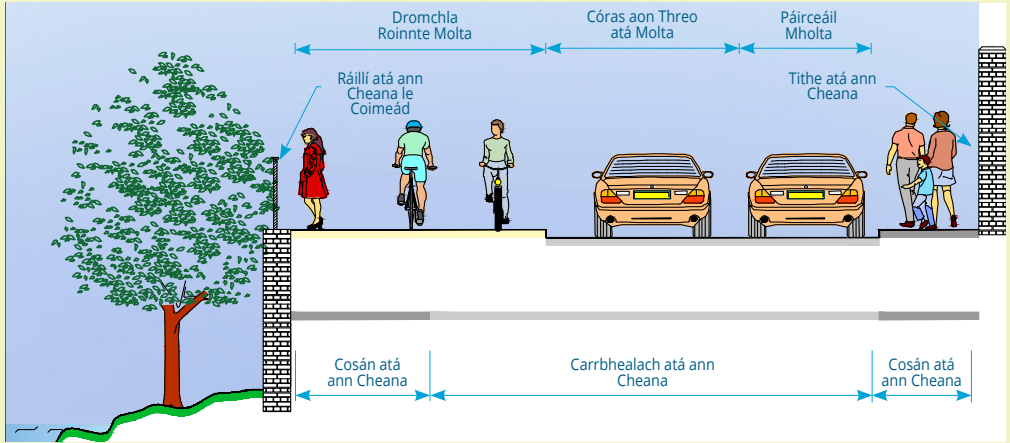 Dromchla
Roinnte Molta
Córas aon Threo
atá Molta
Páirceáil
Mholta
Ráillí atá ann
Cheana le
Coimeád
Tithe atá ann
Cheana
Cosán atá
ann Cheana
Carrbhealach atá ann
Cheana
Cosán atá
ann Cheana